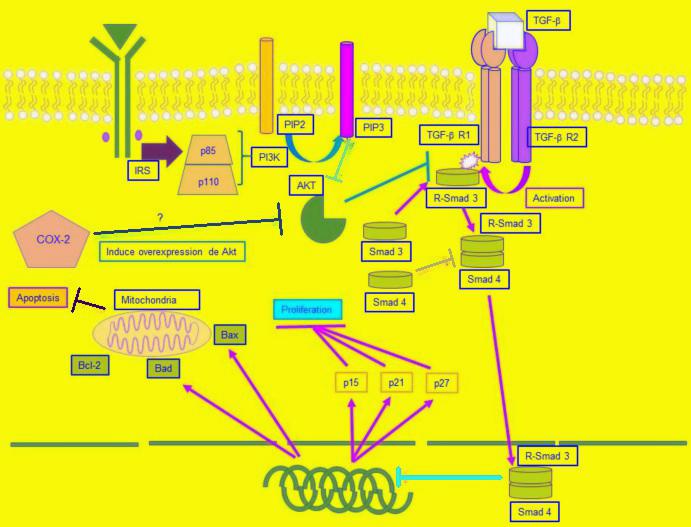 TGF-β
PIP2
PIP3
TGF-β R1
TGF-β R2
p85
IRS
PI3K
p110
AKT
R-Smad 3
Activation
?
R-Smad 3
COX-2
Induce overexpression de Akt
Smad 3
Smad 4
Smad 4
Apoptosis
Mitochondria
Proliferation
Bax
Bcl-2
Bad
p15
p21
p27
R-Smad 3
Smad 4